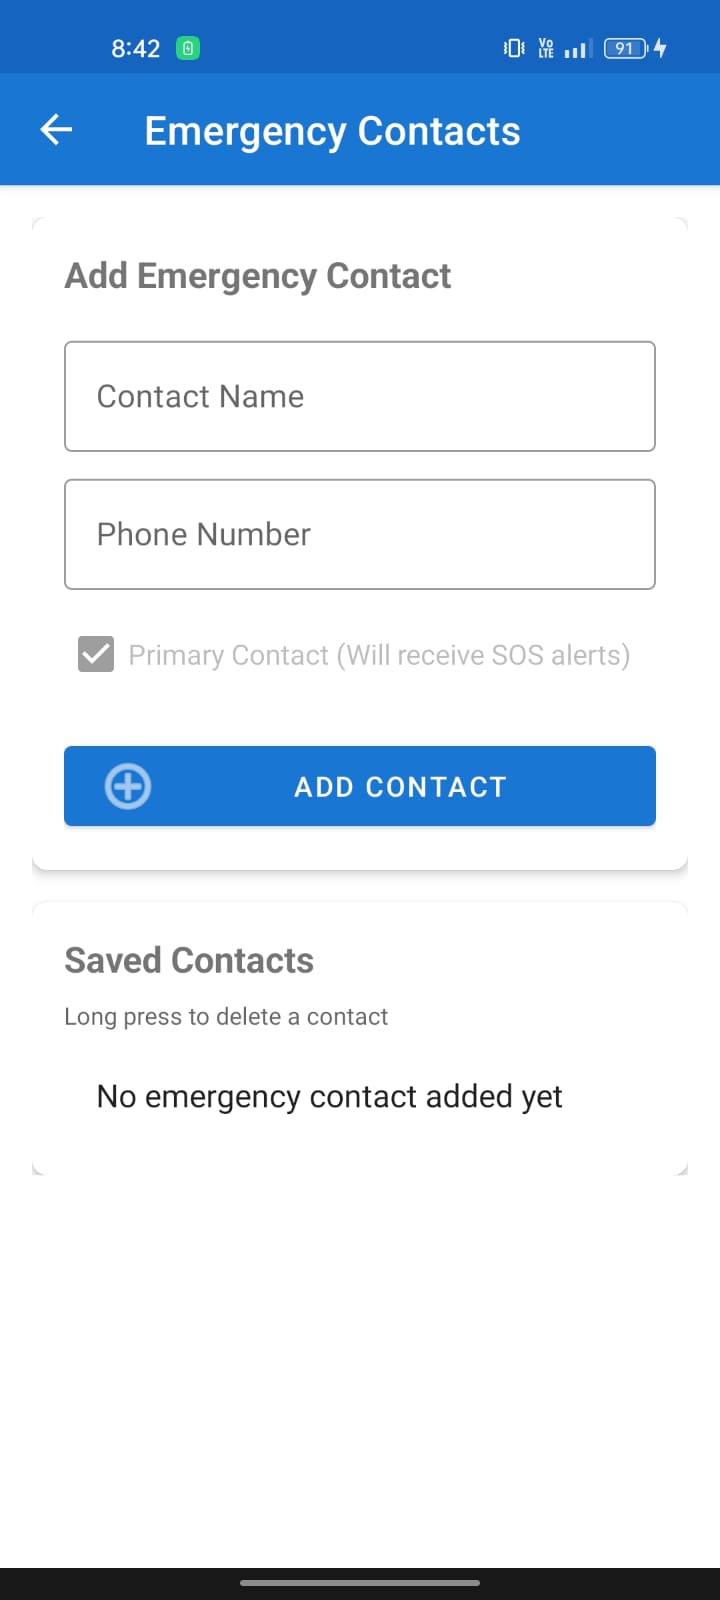 8:42
Vo LTE 91
Emergency Contacts
Add Emergency Contact
Contact Name
Phone Number
Primary Contact (Will receive SOS alerts)
ADD CONTACT
Saved Contacts
Long press to delete a contact
No emergency contact added yet